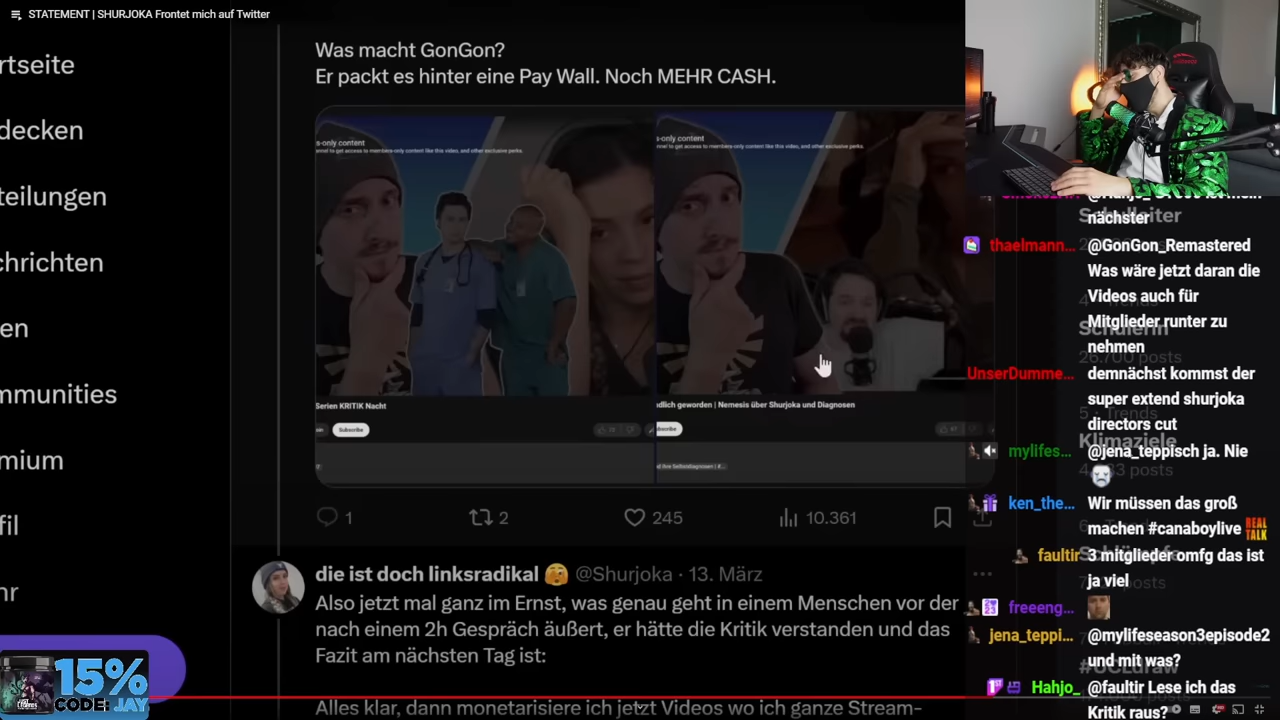 STATEMENT | SHURJOKA Frontet mich auf Twitter
rtseite
decken
teilungen
chrichten
en
mmunities
mium
fil
hr
15%
CODE: JAY
Was macht GonGon?
Er packt es hinter eine Pay Wall. Noch MEHR CASH.
s-only content
nnel to get access to members-only content like this video, and other exclusive perks.
Serien KRITIK Nacht
Subscribe
s-only content
nnel to get access to members-only content like this video, and other exclusive perks.
ndlich geworden | Nemesis über Shurjoka und Diagnosen
1
2
245
10.361
die ist doch linksradikal @Shurjoka · 13. März
Also jetzt mal ganz im Ernst, was genau geht in einem Menschen vor der
nach einem 2h Gespräch äußert, er hätte die Kritik verstanden und das
Fazit am nächsten Tag ist:
Alles klar, dann monetarisiere ich jetzt Videos wo ich ganze Stream-
nächster
thaelmann... @GonGon_Remastered
Was wäre jetzt daran die
Videos auch für
Mitglieder runter zu
nehmen
UnserDumme... demnächst kommst der
super extend shurjoka
directors cut
mylifes... @jena_teppisch ja. Nie
ken_the... Wir müssen das groß
machen #canaboylive REAL TALK
faultir 3 mitglieder omfg das ist
ja viel
freeeng...
jena_teppi... @mylifeseason3episode2
und mit was?
Hahjo_ @faultir Lese ich das
Kritik raus?
Trends
26.700 posts
5 · Trends
Klimaziele
posts